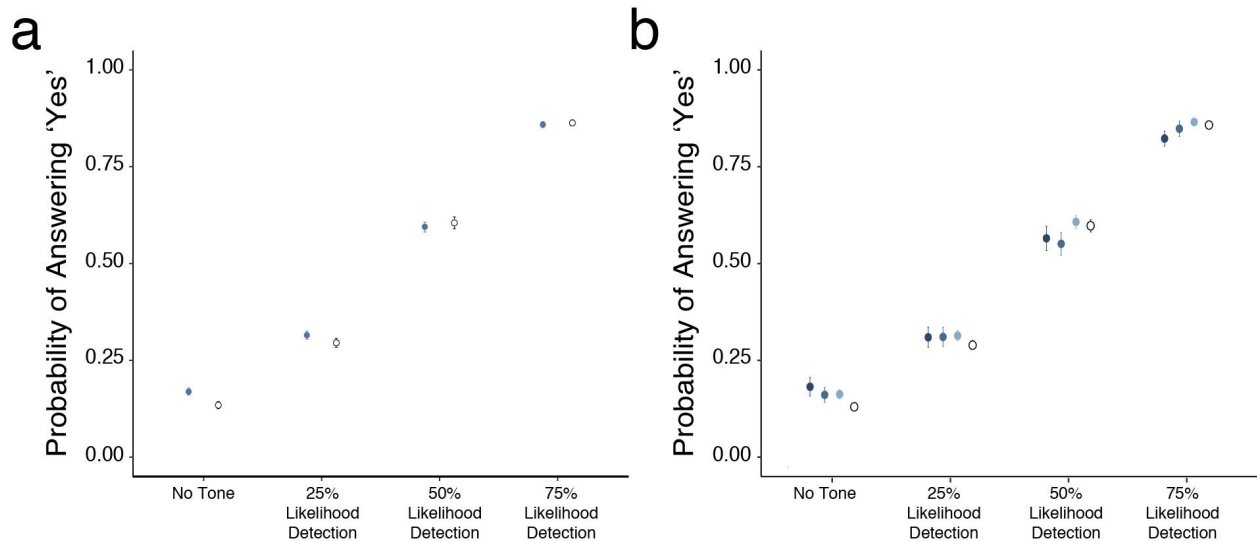 a
Probability of Answering ‘Yes’
1.00
0.75
0.50
0.25
0.00
No Tone
25%
Likelihood
Detection
50%
Likelihood
Detection
75%
Likelihood
Detection
b
Probability of Answering ‘Yes’
1.00
0.75
0.50
0.25
0.00
No Tone
25%
Likelihood
Detection
50%
Likelihood
Detection
75%
Likelihood
Detection